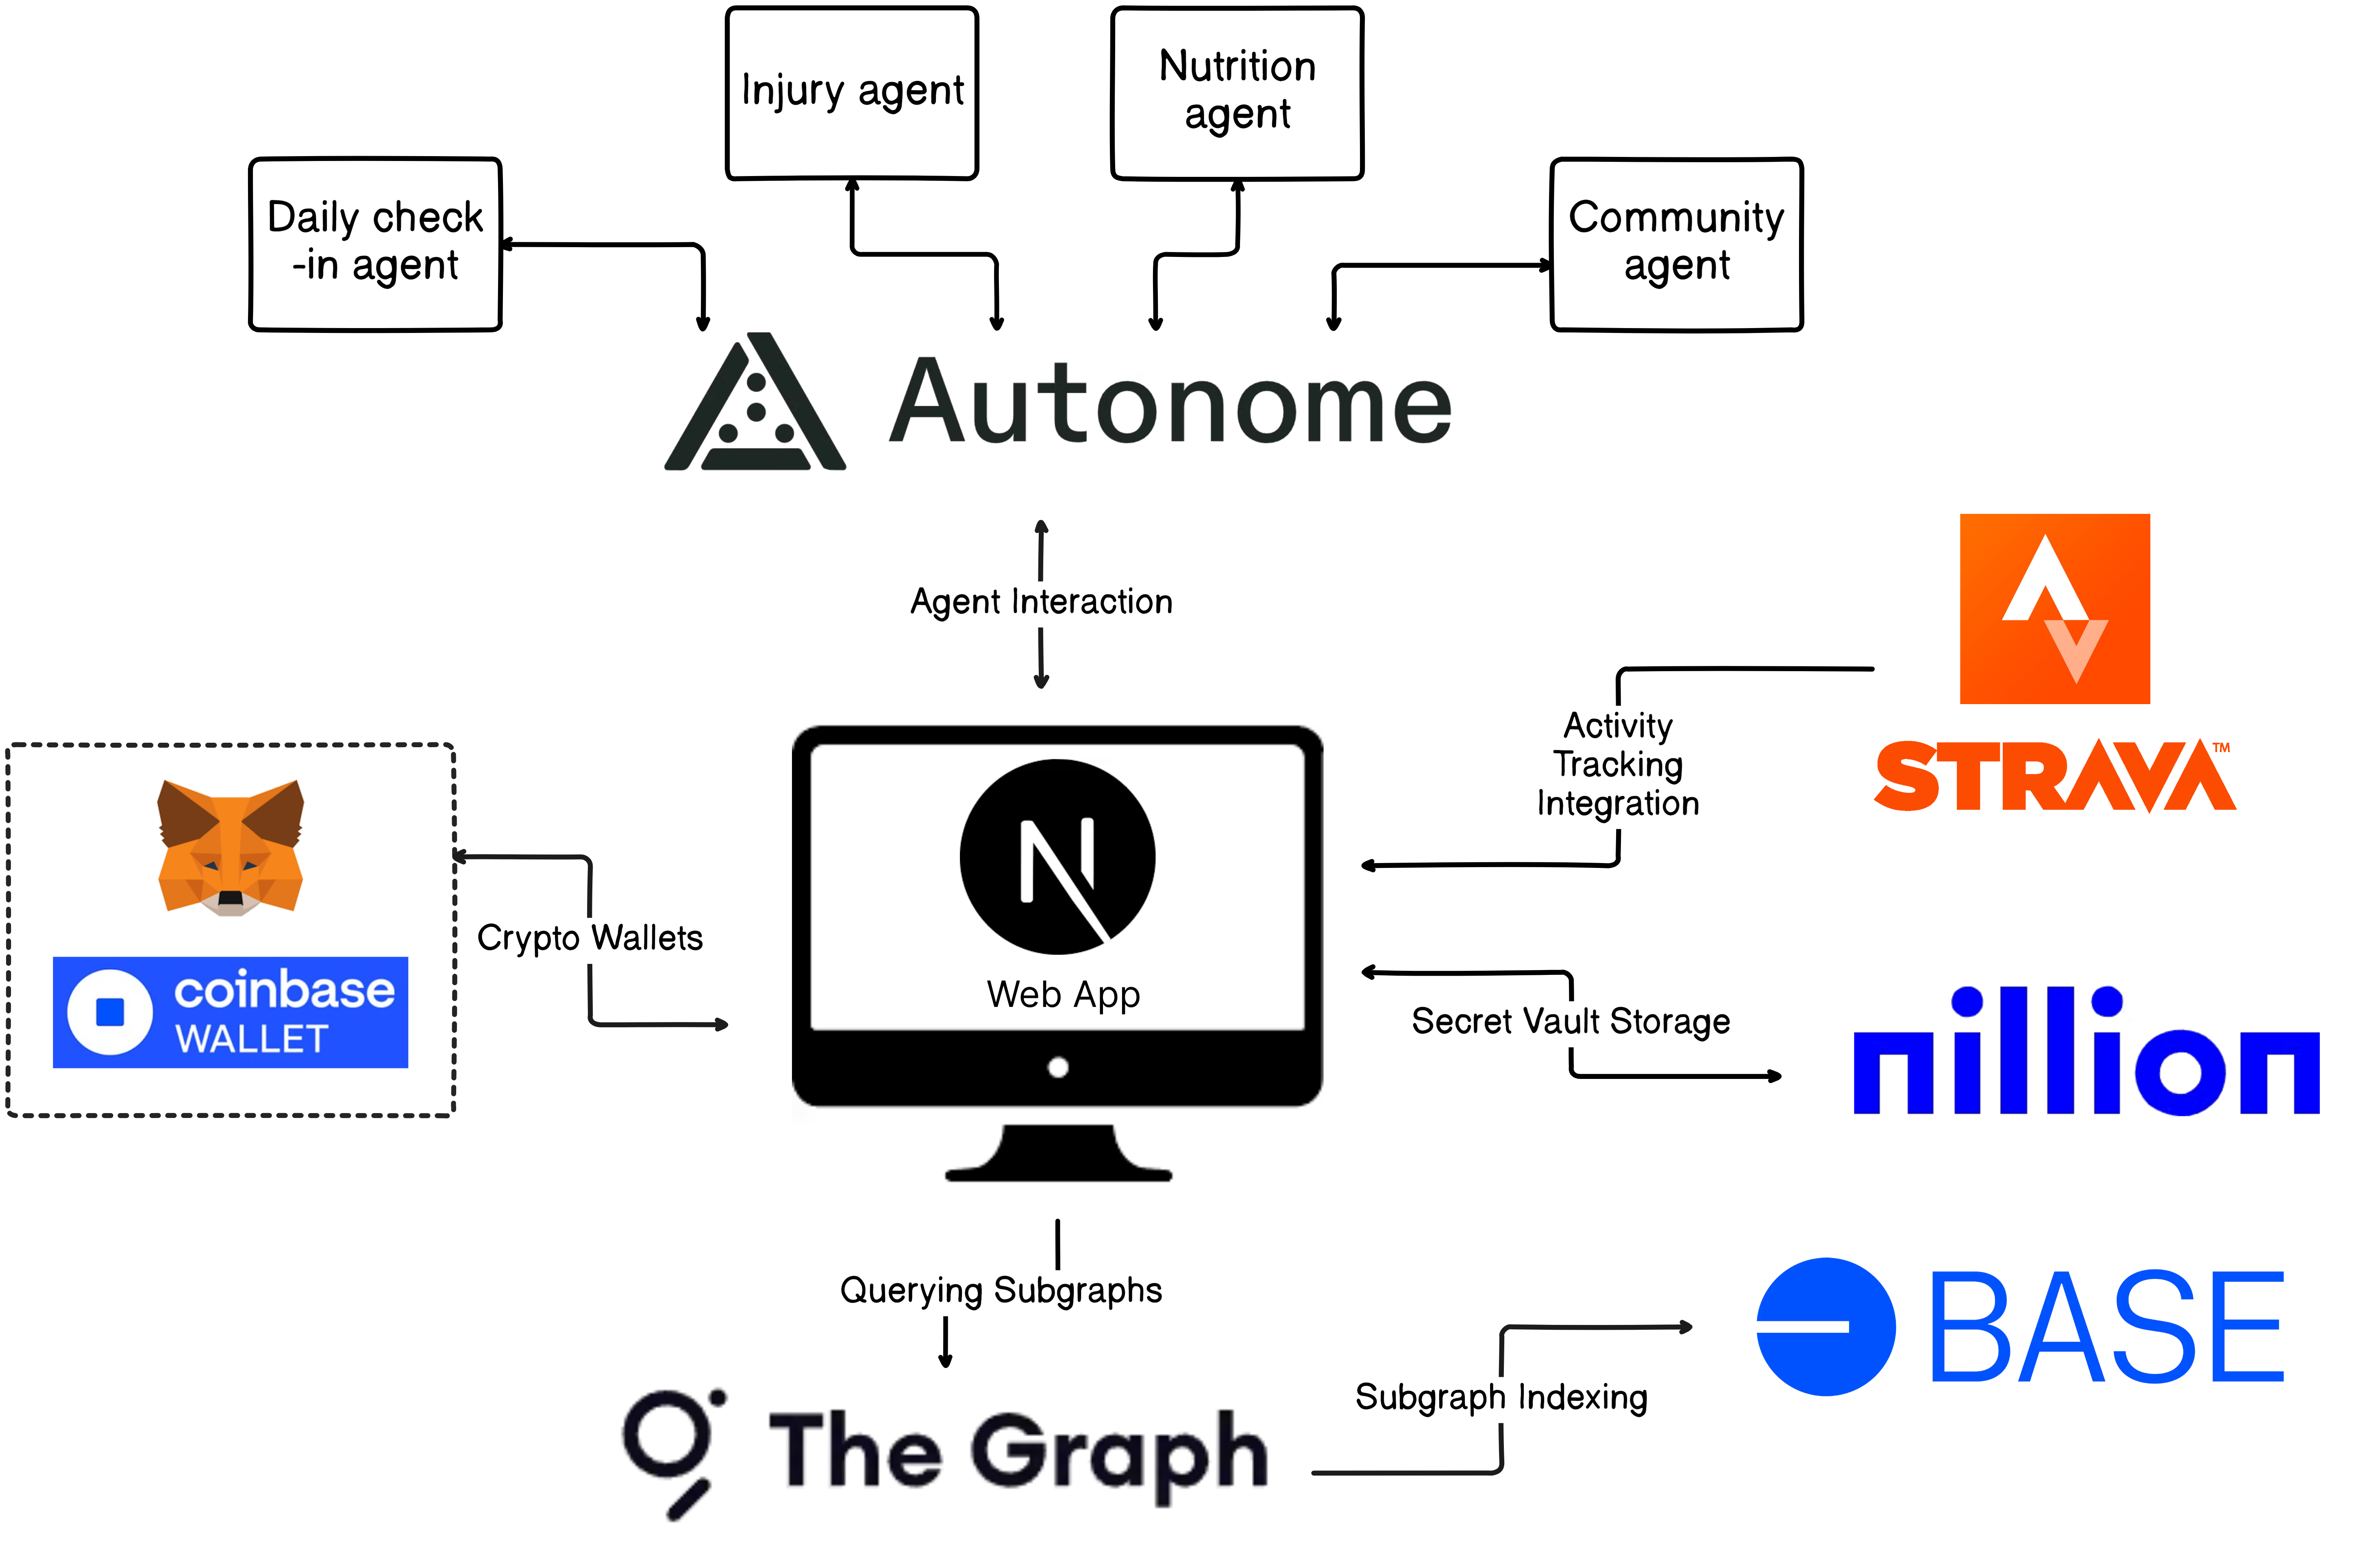 Injury agent
Nutrition
agent
Daily check
-in agent
Community
agent
Autonome
Agent Interaction
Activity
Tracking
Integration
STRAVA™
Crypto Wallets
coinbase
WALLET
Web App
Secret Vault Storage
nillion
Querying Subgraphs
BASE
Subgraph Indexing
The Graph